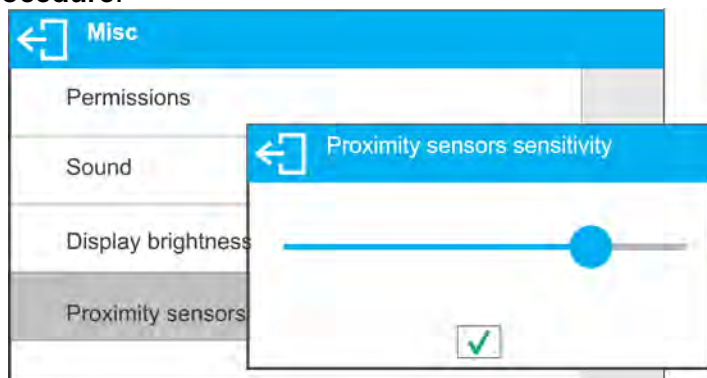 Misc
Permissions
Sound
Display brightness
Proximity sensors
Proximity sensors sensitivity